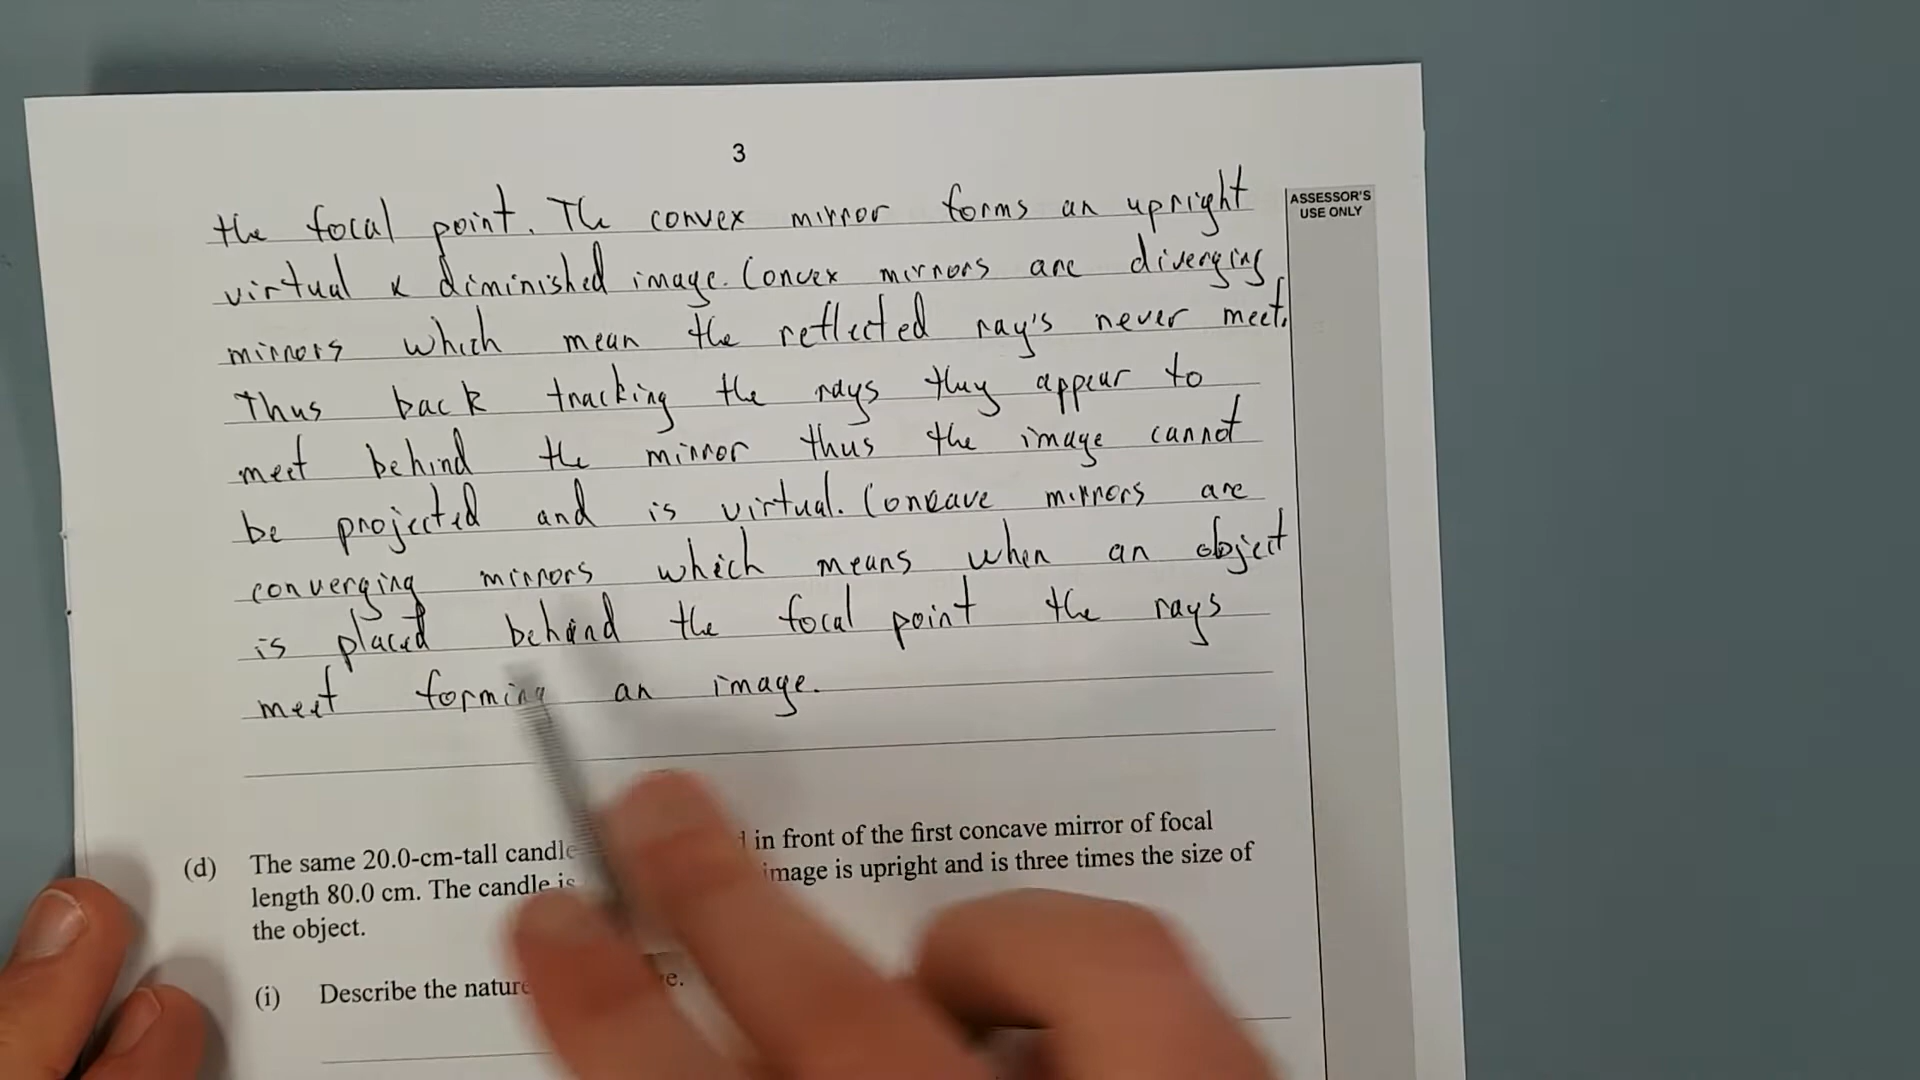 3
ASSESSOR'S
USE ONLY
the focal point. The convex mirror forms an upright
virtual & diminished image. Convex mirrors are diverging
mirrors which mean the reflected ray's never meet.
Thus back tracking the rays they appear to
meet behind the mirror thus the image cannot
be projected and is virtual. Concave mirrors are
converging mirrors which means when an object
is placed behind the focal point the rays
meet forming an image.
(d) The same 20.0-cm-tall candle in front of the first concave mirror of focal
length 80.0 cm. The candle is image is upright and is three times the size of
the object.
(i) Describe the nature